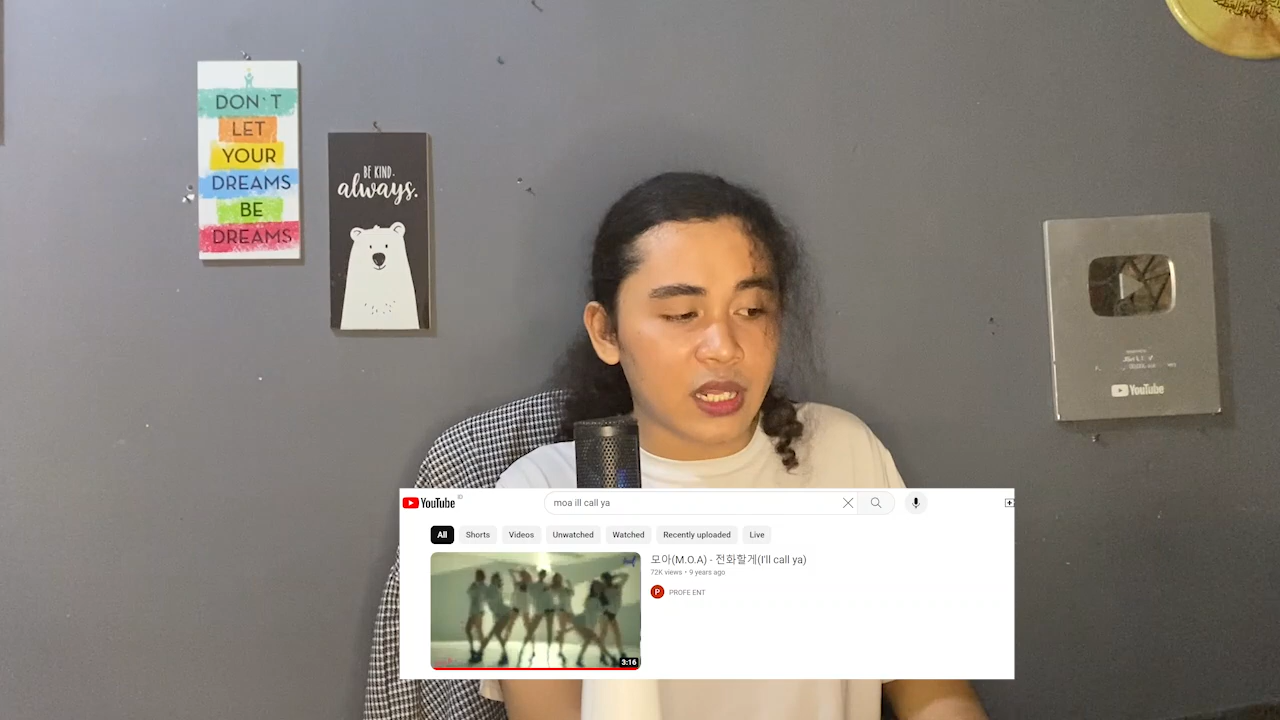 DON'T
LET
YOUR
DREAMS
BE
DREAMS
BE KIND.
always.
YouTube
YouTube ID
moa ill call ya
All
Shorts
Videos
Unwatched
Watched
Recently uploaded
Live
모아(M.O.A) - 전화할게(I'll call ya)
72K views • 9 years ago
P
PROFE ENT
3:16